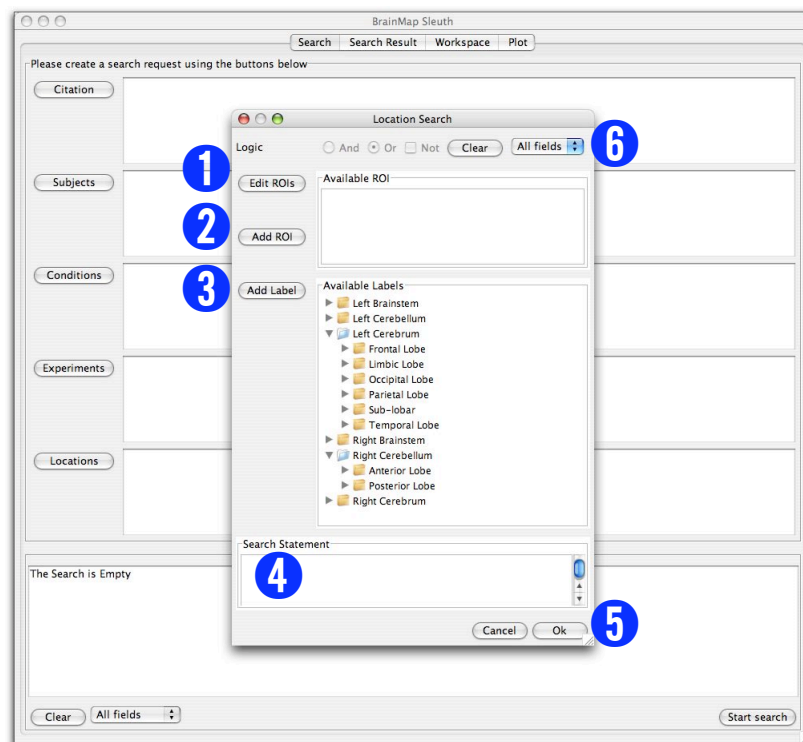 BrainMap Sleuth
Search Search Result Workspace Plot
Please create a search request using the buttons below
Citation
Location Search
Logic And Or Not Clear All fields 6
1
Subjects
Edit ROIs
Available ROI
2
Add ROI
Conditions
3
Add Label
Available Labels
Left Brainstem
Left Cerebellum
Left Cerebrum
Frontal Lobe
Limbic Lobe
Experiments
Occipital Lobe
Parietal Lobe
Sub-lobar
Temporal Lobe
Right Brainstem
Locations
Right Cerebellum
Anterior Lobe
Posterior Lobe
Right Cerebrum
Search Statement
4
The Search is Empty
Cancel Ok 5
Clear All fields Start search